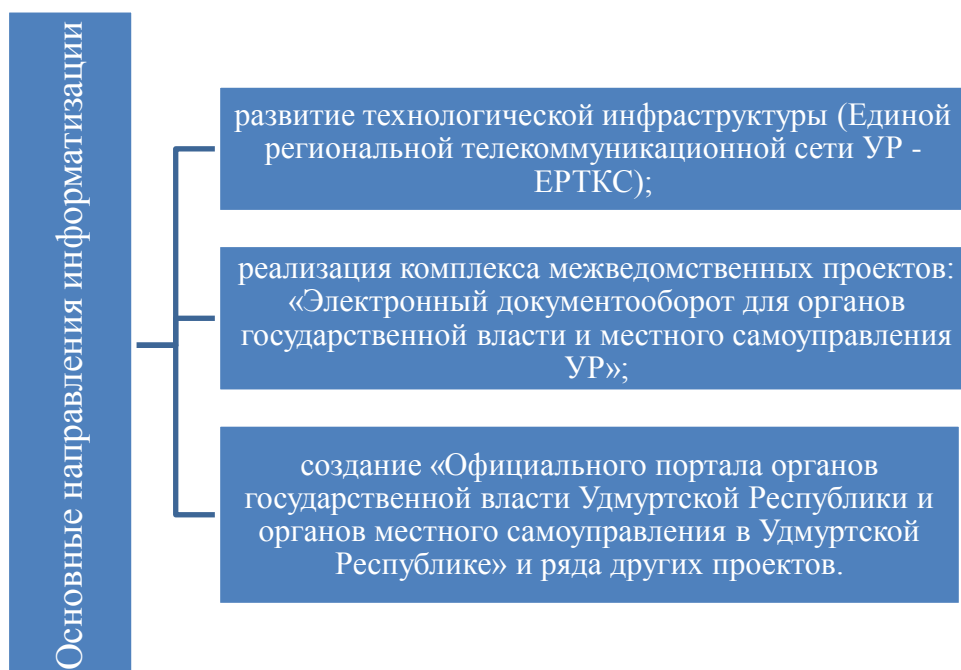 Основные направления информатизации
развитие технологической инфраструктуры (Единой
региональной телекоммуникационной сети УР -
ЕРТКС);
реализация комплекса межведомственных проектов:
«Электронный документооборот для органов
государственной власти и местного самоуправления
УР»;
создание «Официального портала органов
государственной власти Удмуртской Республики и
органов местного самоуправления в Удмуртской
Республике» и ряда других проектов.